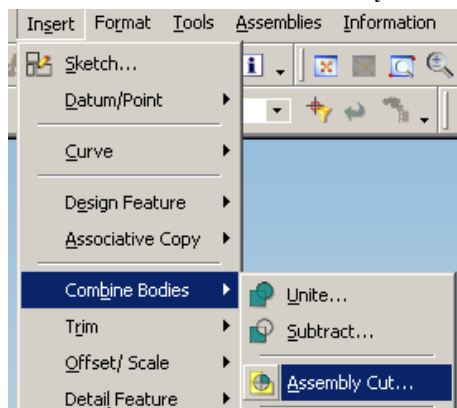 Insert Format Tools Assemblies Information
Sketch...
Datum/Point
Curve
Design Feature
Associative Copy
Combine Bodies
Unite...
Trim
Subtract...
Offset/ Scale
Assembly Cut...
Detail Feature